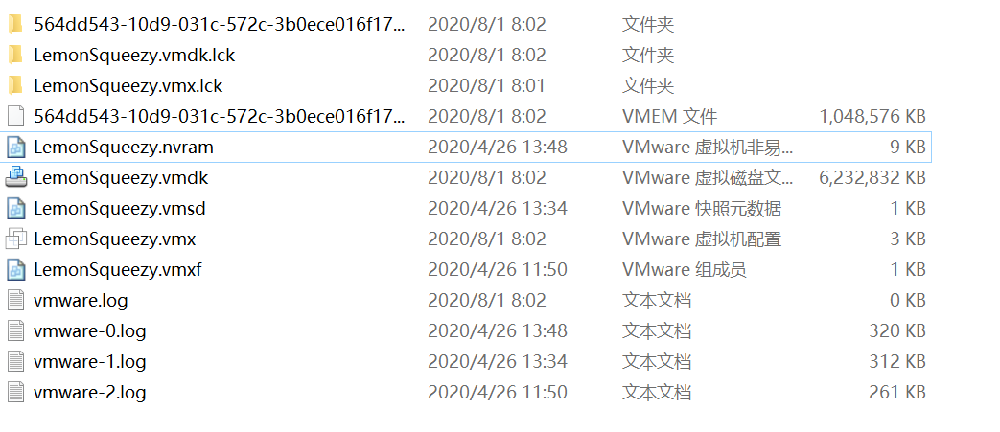 564dd543-10d9-031c-572c-3b0ece016f17... 2020/8/1 8:02 文件夹
LemonSqueezy.vmdk.lck 2020/8/1 8:02 文件夹
LemonSqueezy.vmx.lck 2020/8/1 8:01 文件夹
564dd543-10d9-031c-572c-3b0ece016f17... 2020/8/1 8:02 VMEM 文件 1,048,576 KB
LemonSqueezy.nvram 2020/4/26 13:48 VMware 虚拟机非易... 9 KB
LemonSqueezy.vmdk 2020/8/1 8:02 VMware 虚拟磁盘文... 6,232,832 KB
LemonSqueezy.vmsd 2020/4/26 13:34 VMware 快照元数据 1 KB
LemonSqueezy.vmx 2020/8/1 8:02 VMware 虚拟机配置 3 KB
LemonSqueezy.vmxf 2020/4/26 11:50 VMware 组成员 1 KB
vmware.log 2020/8/1 8:02 文本文档 0 KB
vmware-0.log 2020/4/26 13:48 文本文档 320 KB
vmware-1.log 2020/4/26 13:34 文本文档 312 KB
vmware-2.log 2020/4/26 11:50 文本文档 261 KB